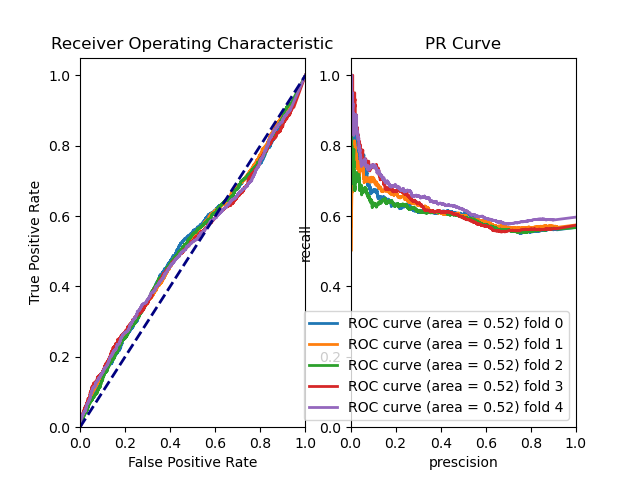 Receiver Operating Characteristic
PR Curve
1.0
0.8
0.6
0.4
0.2
0.0
True Positive Rate
0.0 0.2 0.4 0.6 0.8 1.0
False Positive Rate
1.0
0.8
0.6
0.4
0.2
0.0
recall
ROC curve (area = 0.52) fold 0
ROC curve (area = 0.52) fold 1
ROC curve (area = 0.52) fold 2
ROC curve (area = 0.52) fold 3
ROC curve (area = 0.52) fold 4
0.0 0.2 0.4 0.6 0.8 1.0
prescision